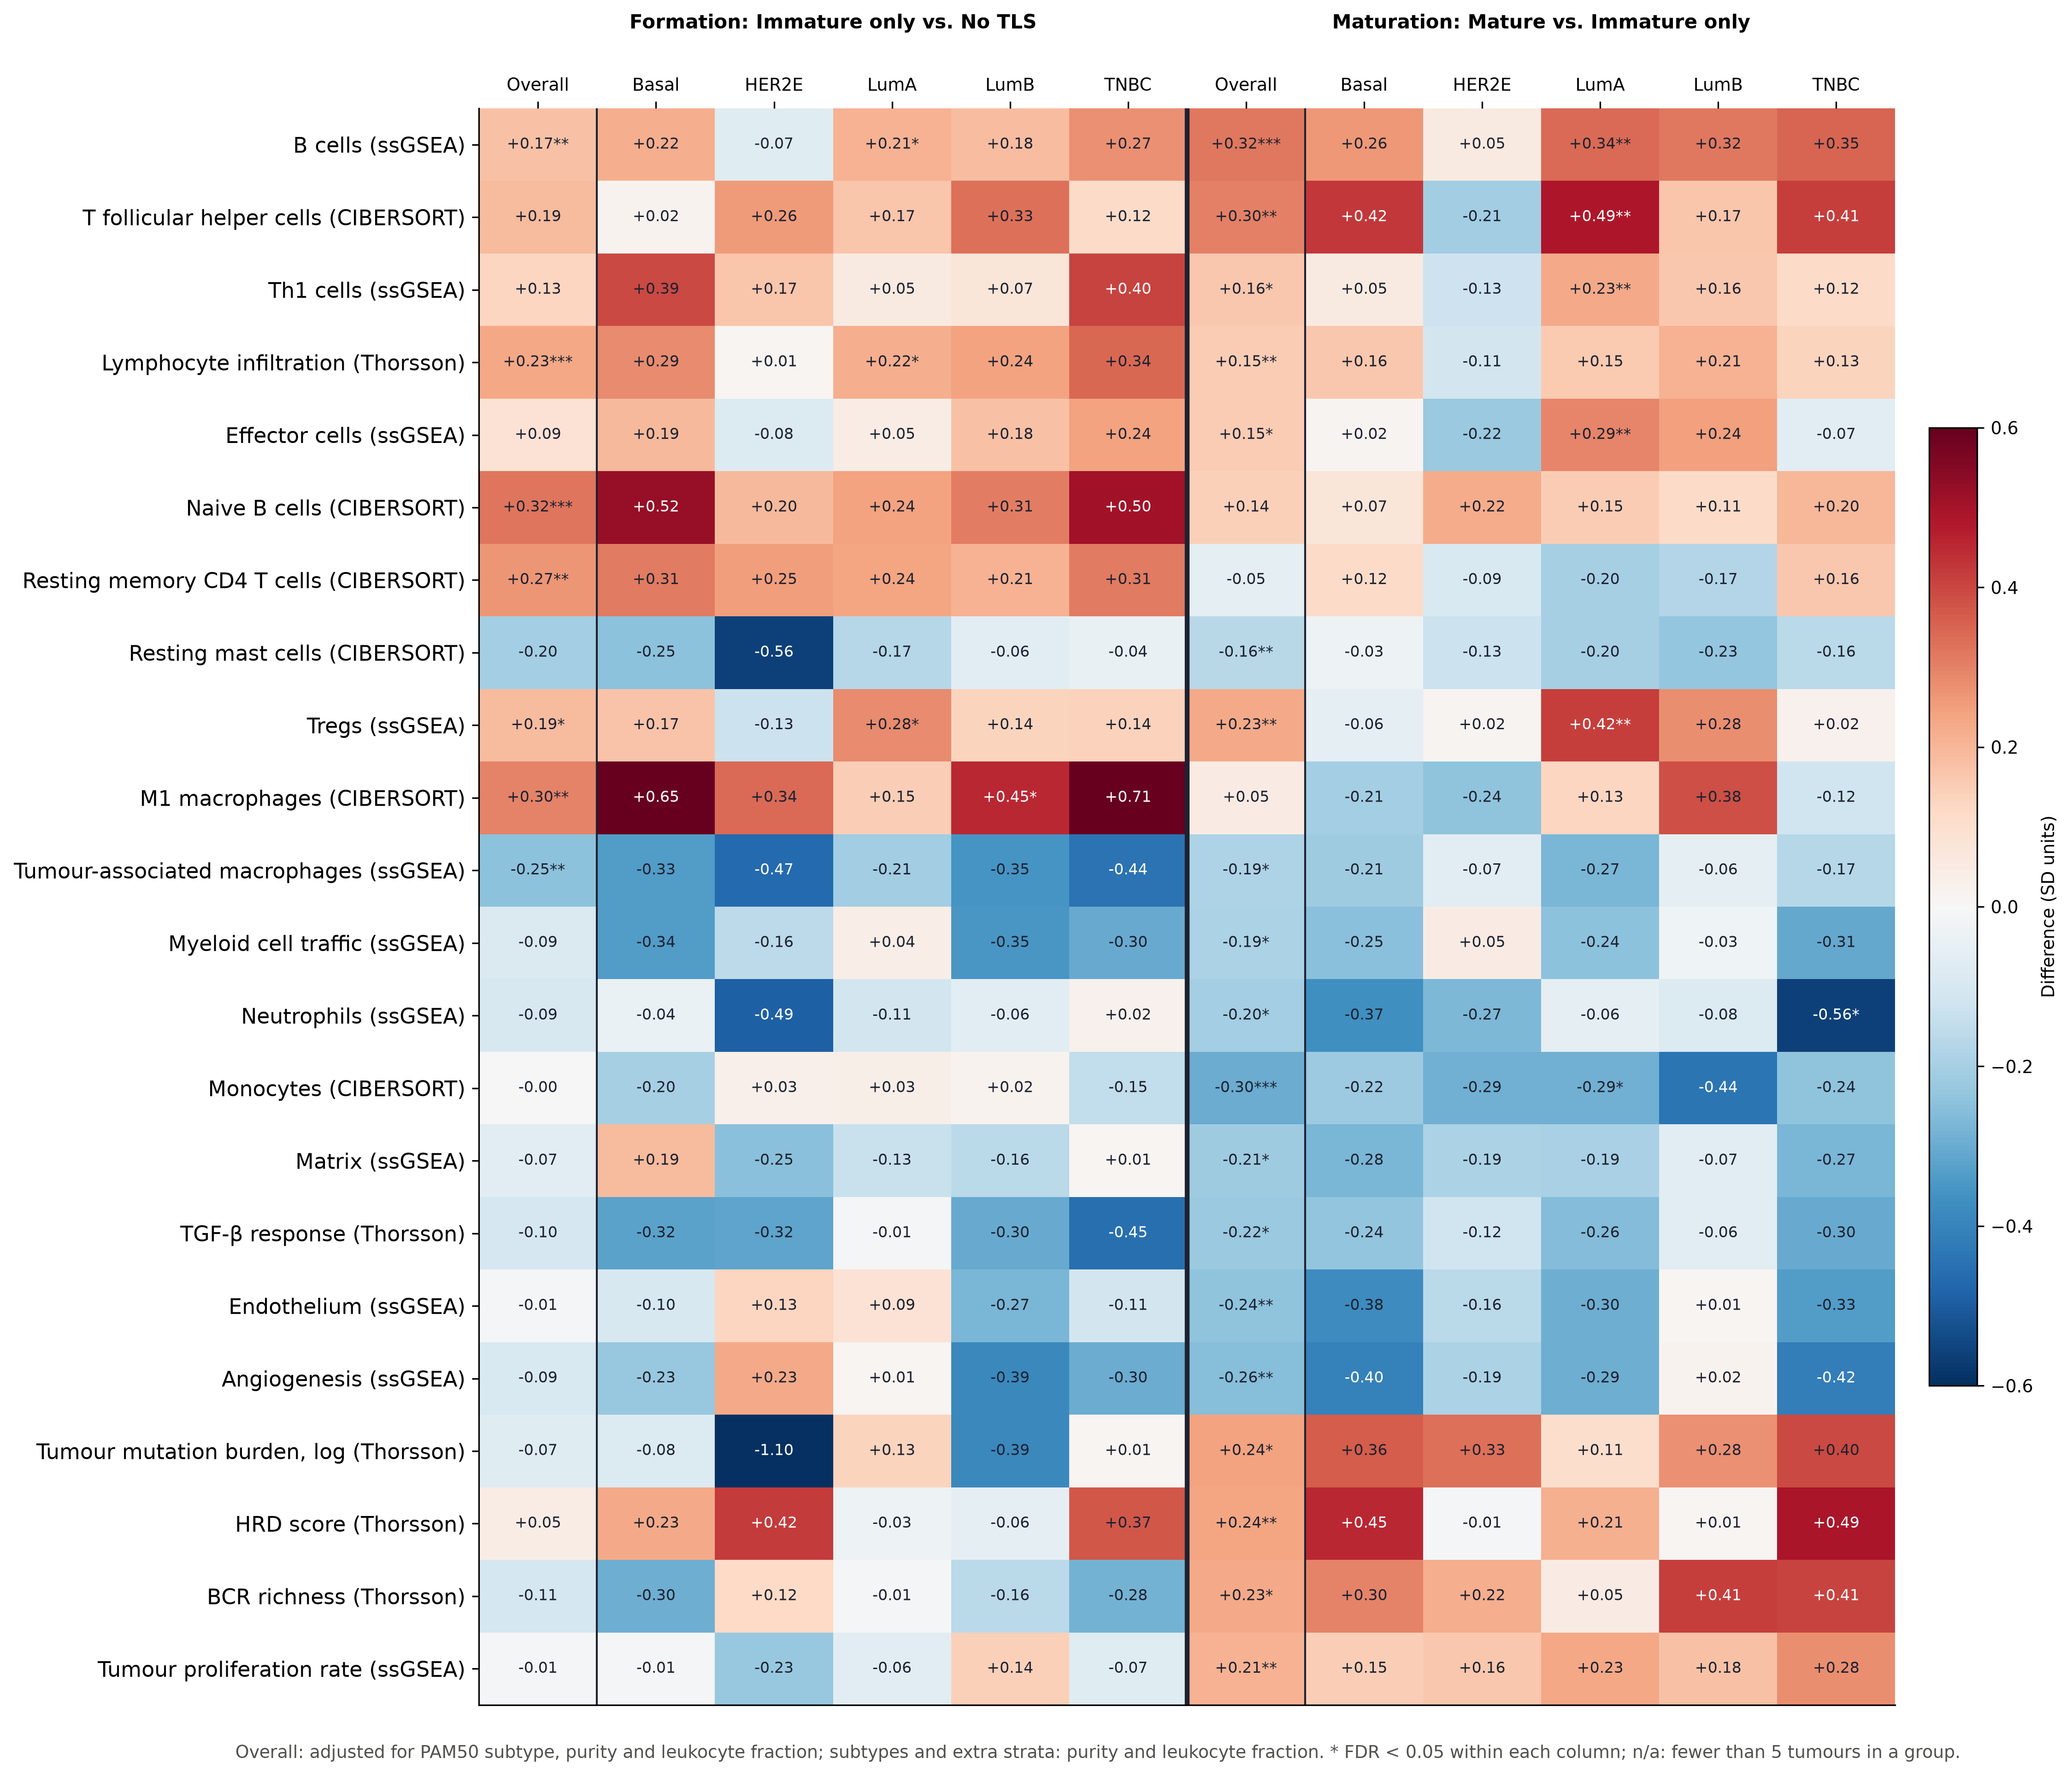 Formation: Immature only vs. No TLS Maturation: Mature vs. Immature only
Overall Basal HER2E LumA LumB TNBC Overall Basal HER2E LumA LumB TNBC
B cells (ssGSEA) +0.17** +0.22 -0.07 +0.21* +0.18 +0.27 +0.32*** +0.26 +0.05 +0.34** +0.32 +0.35
T follicular helper cells (CIBERSORT) +0.19 +0.02 +0.26 +0.17 +0.33 +0.12 +0.30** +0.42 -0.21 +0.49** +0.17 +0.41
Th1 cells (ssGSEA) +0.13 +0.39 +0.17 +0.05 +0.07 +0.40 +0.16* +0.05 -0.13 +0.23** +0.16 +0.12
Lymphocyte infiltration (Thorsson) +0.23*** +0.29 +0.01 +0.22* +0.24 +0.34 +0.15** +0.16 -0.11 +0.15 +0.21 +0.13
Effector cells (ssGSEA) +0.09 +0.19 -0.08 +0.05 +0.18 +0.24 +0.15* +0.02 -0.22 +0.29** +0.24 -0.07
Naive B cells (CIBERSORT) +0.32*** +0.52 +0.20 +0.24 +0.31 +0.50 +0.14 +0.07 +0.22 +0.15 +0.11 +0.20
Resting memory CD4 T cells (CIBERSORT) +0.27** +0.31 +0.25 +0.24 +0.21 +0.31 -0.05 +0.12 -0.09 -0.20 -0.17 +0.16
Resting mast cells (CIBERSORT) -0.20 -0.25 -0.56 -0.17 -0.06 -0.04 -0.16** -0.03 -0.13 -0.20 -0.23 -0.16
Tregs (ssGSEA) +0.19* +0.17 -0.13 +0.28* +0.14 +0.14 +0.23** -0.06 +0.02 +0.42** +0.28 +0.02
M1 macrophages (CIBERSORT) +0.30** +0.65 +0.34 +0.15 +0.45* +0.71 +0.05 -0.21 -0.24 +0.13 +0.38 -0.12
Tumour-associated macrophages (ssGSEA) -0.25** -0.33 -0.47 -0.21 -0.35 -0.44 -0.19* -0.21 -0.07 -0.27 -0.06 -0.17
Myeloid cell traffic (ssGSEA) -0.09 -0.34 -0.16 +0.04 -0.35 -0.30 -0.19* -0.25 +0.05 -0.24 -0.03 -0.31
Neutrophils (ssGSEA) -0.09 -0.04 -0.49 -0.11 -0.06 +0.02 -0.20* -0.37 -0.27 -0.06 -0.08 -0.56*
Monocytes (CIBERSORT) -0.00 -0.20 +0.03 +0.03 +0.02 -0.15 -0.30*** -0.22 -0.29 -0.29* -0.44 -0.24
Matrix (ssGSEA) -0.07 +0.19 -0.25 -0.13 -0.16 +0.01 -0.21* -0.28 -0.19 -0.19 -0.07 -0.27
TGF-β response (Thorsson) -0.10 -0.32 -0.32 -0.01 -0.30 -0.45 -0.22* -0.24 -0.12 -0.26 -0.06 -0.30
Endothelium (ssGSEA) -0.01 -0.10 +0.13 +0.09 -0.27 -0.11 -0.24** -0.38 -0.16 -0.30 +0.01 -0.33
Angiogenesis (ssGSEA) -0.09 -0.23 +0.23 +0.01 -0.39 -0.30 -0.26** -0.40 -0.19 -0.29 +0.02 -0.42
Tumour mutation burden, log (Thorsson) -0.07 -0.08 -1.10 +0.13 -0.39 +0.01 +0.24* +0.36 +0.33 +0.11 +0.28 +0.40
HRD score (Thorsson) +0.05 +0.23 +0.42 -0.03 -0.06 +0.37 +0.24** +0.45 -0.01 +0.21 +0.01 +0.49
BCR richness (Thorsson) -0.11 -0.30 +0.12 -0.01 -0.16 -0.28 +0.23* +0.30 +0.22 +0.05 +0.41 +0.41
Tumour proliferation rate (ssGSEA) -0.01 -0.01 -0.23 -0.06 +0.14 -0.07 +0.21** +0.15 +0.16 +0.23 +0.18 +0.28
0.6
0.4
0.2
0.0
−0.2
−0.4
−0.6
Difference (SD units)
Overall: adjusted for PAM50 subtype, purity and leukocyte fraction; subtypes and extra strata: purity and leukocyte fraction. * FDR < 0.05 within each column; n/a: fewer than 5 tumours in a group.